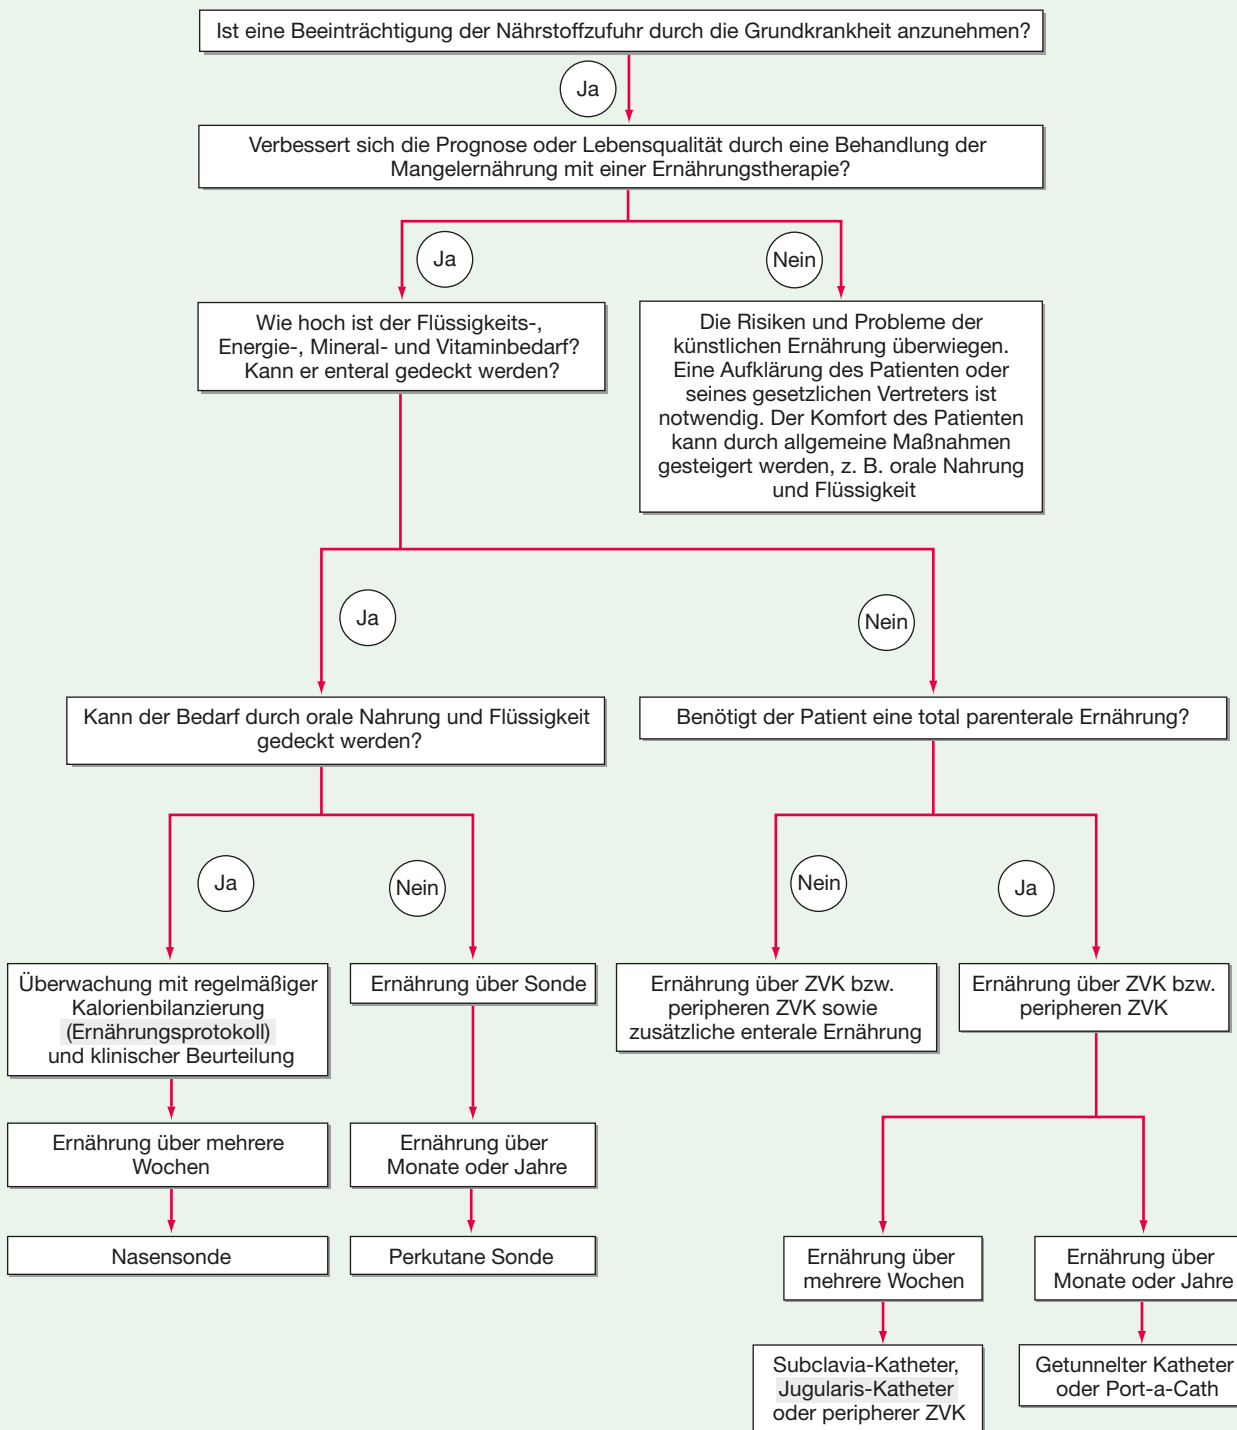 Ist eine Beeinträchtigung der Nährstoffzufuhr durch die Grundkrankheit anzunehmen?
Ja
Verbessert sich die Prognose oder Lebensqualität durch eine Behandlung der
Mangelernährung mit einer Ernährungstherapie?
Ja
Nein
Wie hoch ist der Flüssigkeits-,
Energie-, Mineral- und Vitaminbedarf?
Kann er enteral gedeckt werden?
Die Risiken und Probleme der
künstlichen Ernährung überwiegen.
Eine Aufklärung des Patienten oder
seines gesetzlichen Vertreters ist
notwendig. Der Komfort des Patienten
kann durch allgemeine Maßnahmen
gesteigert werden, z. B. orale Nahrung
und Flüssigkeit
Ja
Nein
Kann der Bedarf durch orale Nahrung und Flüssigkeit
gedeckt werden?
Benötigt der Patient eine total parenterale Ernährung?
Ja
Nein
Nein
Ja
Überwachung mit regelmäßiger
Kalorienbilanzierung
(Ernährungsprotokoll)
und klinischer Beurteilung
Ernährung über Sonde
Ernährung über ZVK bzw.
peripheren ZVK sowie
zusätzliche enterale Ernährung
Ernährung über ZVK bzw.
peripheren ZVK
Ernährung über mehrere
Wochen
Ernährung über
Monate oder Jahre
Nasensonde
Perkutane Sonde
Ernährung über
mehrere Wochen
Ernährung über
Monate oder Jahre
Subclavia-Katheter,
Jugularis-Katheter
oder peripherer ZVK
Getunnelter Katheter
oder Port-a-Cath